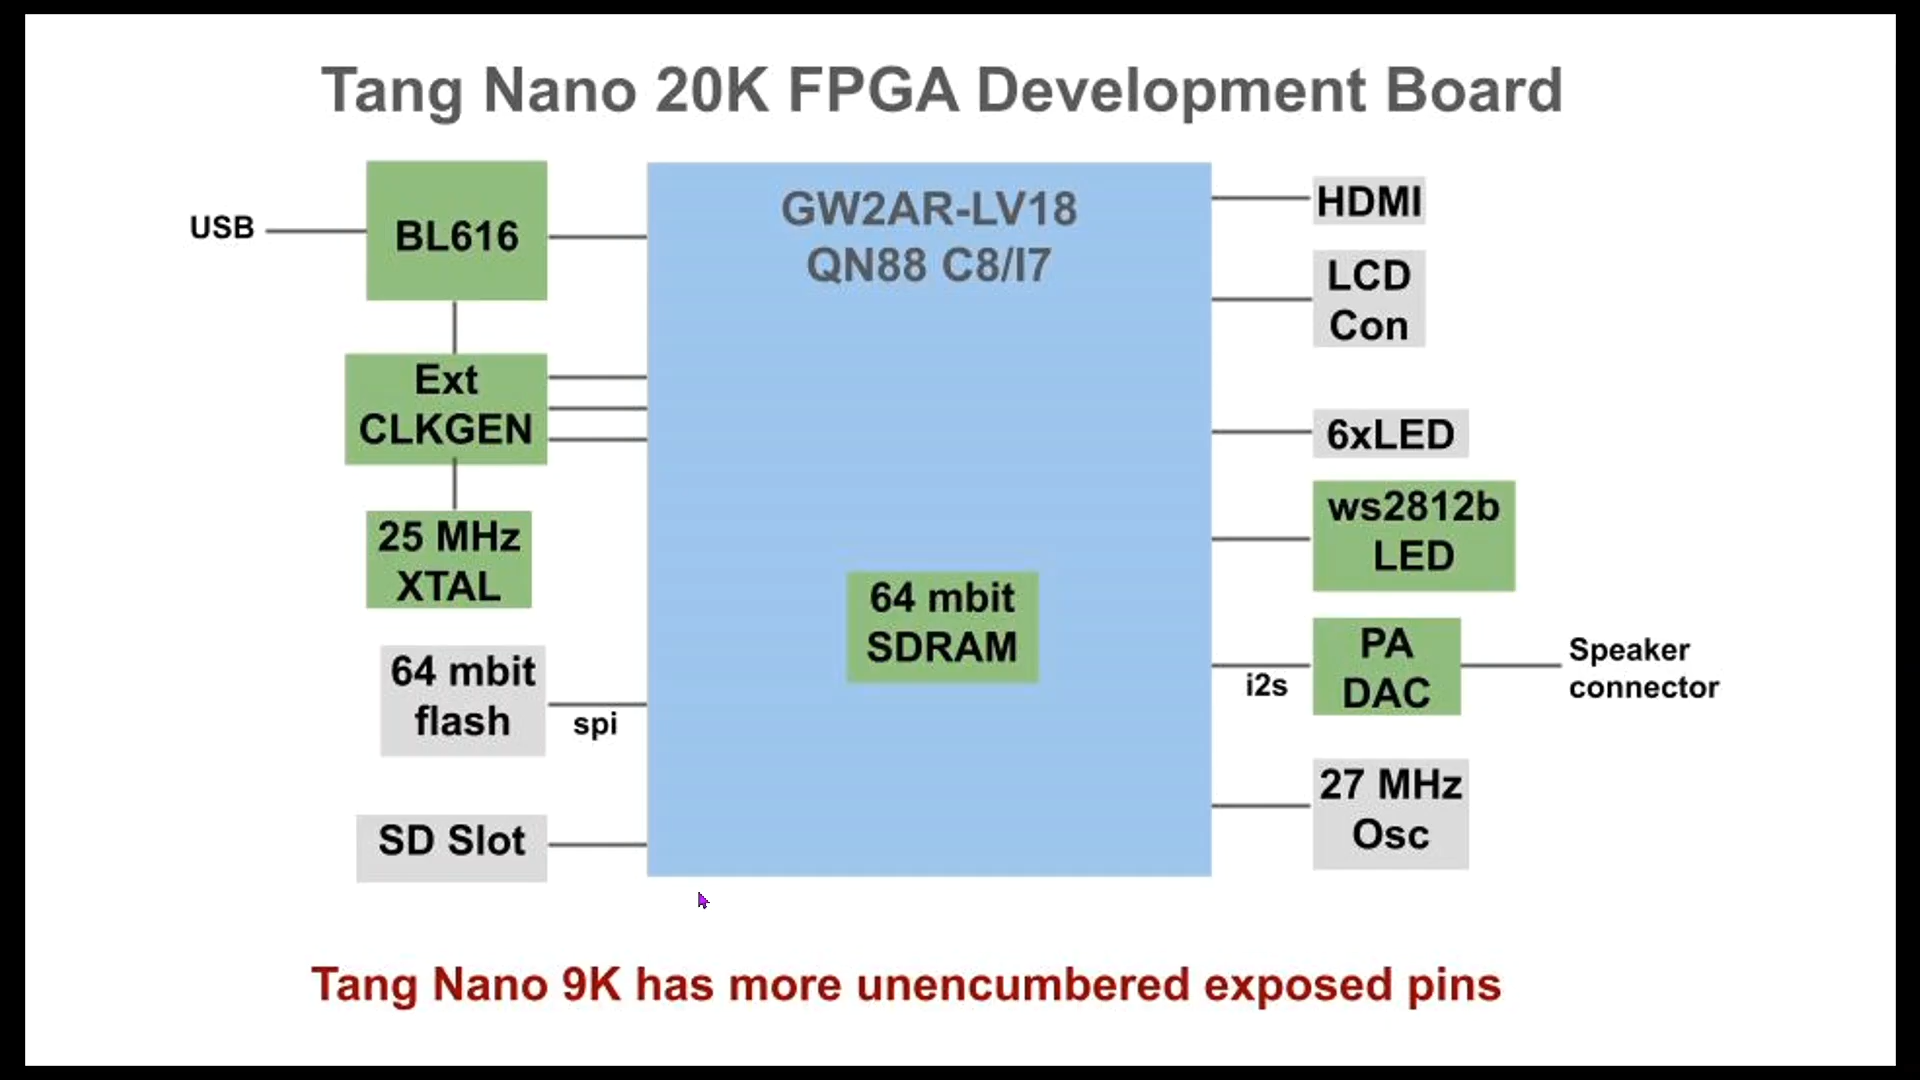 Tang Nano 20K FPGA Development Board
USB
BL616
Ext
CLKGEN
25 MHz
XTAL
64 mbit
flash
spi
SD Slot
GW2AR-LV18
QN88 C8/I7
64 mbit
SDRAM
HDMI
LCD
Con
6xLED
ws2812b
LED
i2s
PA
DAC
Speaker
connector
27 MHz
Osc
Tang Nano 9K has more unencumbered exposed pins